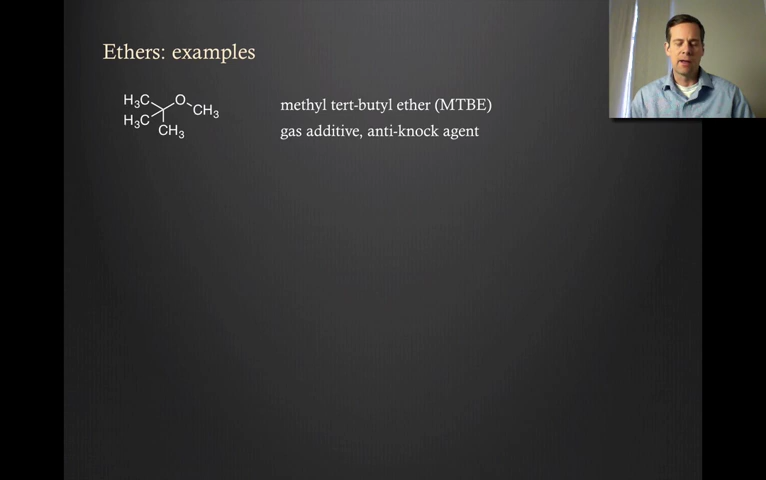 Ethers: examples
H3C
O
CH3
H3C
CH3
methyl tert-butyl ether (MTBE)
gas additive, anti-knock agent